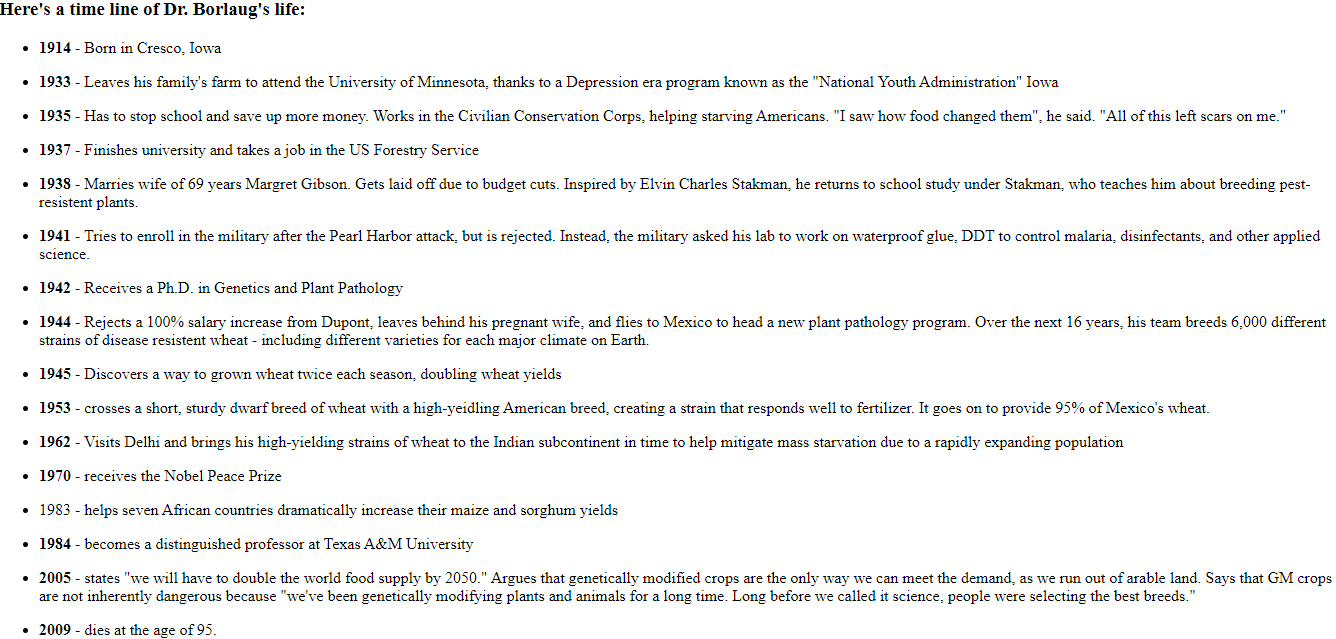 Here's a time line of Dr. Borlaug's life:
• 1914 - Born in Cresco, Iowa
• 1933 - Leaves his family's farm to attend the University of Minnesota, thanks to a Depression era program known as the "National Youth Administration" Iowa
• 1935 - Has to stop school and save up more money. Works in the Civilian Conservation Corps, helping starving Americans. "I saw how food changed them", he said. "All of this left scars on me."
• 1937 - Finishes university and takes a job in the US Forestry Service
• 1938 - Marries wife of 69 years Margret Gibson. Gets laid off due to budget cuts. Inspired by Elvin Charles Stakman, he returns to school study under Stakman, who teaches him about breeding pest-
resistent plants.
• 1941 - Tries to enroll in the military after the Pearl Harbor attack, but is rejected. Instead, the military asked his lab to work on waterproof glue, DDT to control malaria, disinfectants, and other applied
science.
• 1942 - Receives a Ph.D. in Genetics and Plant Pathology
• 1944 - Rejects a 100% salary increase from Dupont, leaves behind his pregnant wife, and flies to Mexico to head a new plant pathology program. Over the next 16 years, his team breeds 6,000 different
strains of disease resistent wheat - including different varieties for each major climate on Earth.
• 1945 - Discovers a way to grown wheat twice each season, doubling wheat yields
• 1953 - crosses a short, sturdy dwarf breed of wheat with a high-yeidling American breed, creating a strain that responds well to fertilizer. It goes on to provide 95% of Mexico's wheat.
• 1962 - Visits Delhi and brings his high-yielding strains of wheat to the Indian subcontinent in time to help mitigate mass starvation due to a rapidly expanding population
• 1970 - receives the Nobel Peace Prize
• 1983 - helps seven African countries dramatically increase their maize and sorghum yields
• 1984 - becomes a distinguished professor at Texas A&M University
• 2005 - states "we will have to double the world food supply by 2050." Argues that genetically modified crops are the only way we can meet the demand, as we run out of arable land. Says that GM crops
are not inherently dangerous because "we've been genetically modifying plants and animals for a long time. Long before we called it science, people were selecting the best breeds."
• 2009 - dies at the age of 95.